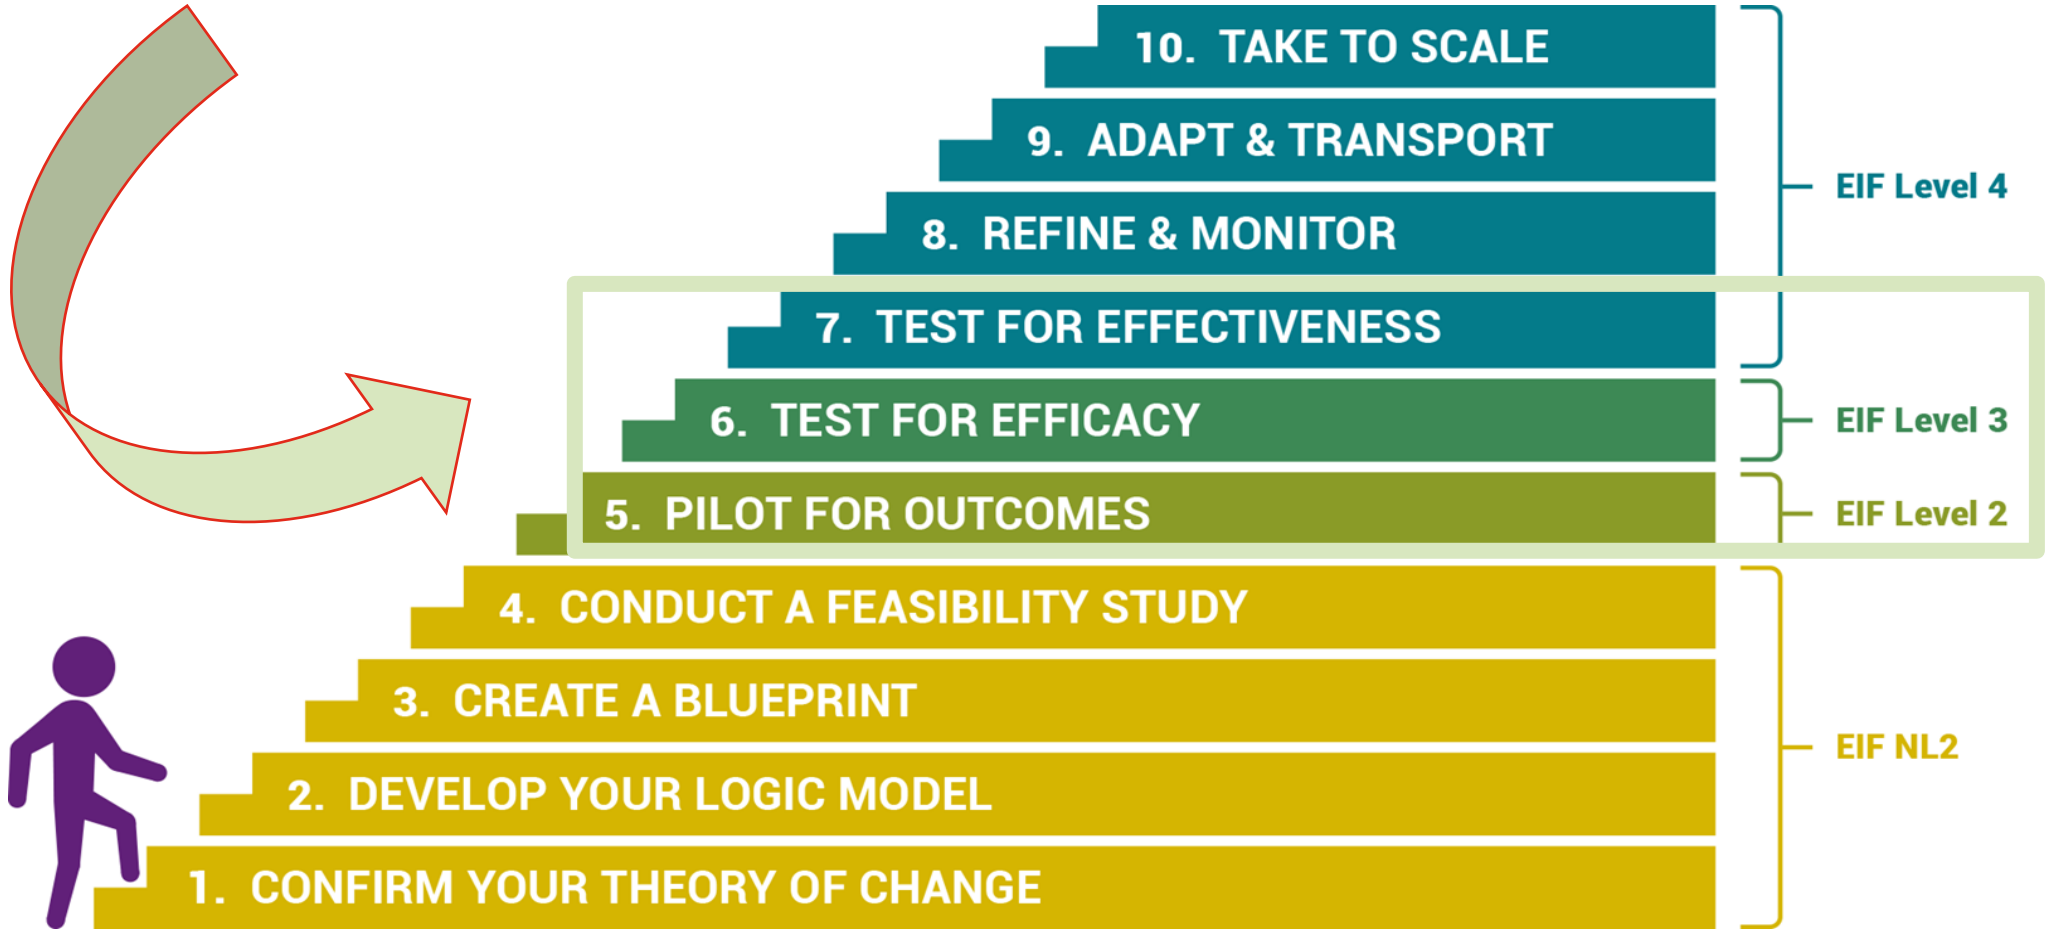 10. TAKE TO SCALE
9. ADAPT & TRANSPORT
EIF Level 4
8. REFINE & MONITOR
7. TEST FOR EFFECTIVENESS
6. TEST FOR EFFICACY
EIF Level 3
5. PILOT FOR OUTCOMES
EIF Level 2
4. CONDUCT A FEASIBILITY STUDY
3. CREATE A BLUEPRINT
EIF NL2
2. DEVELOP YOUR LOGIC MODEL
1. CONFIRM YOUR THEORY OF CHANGE